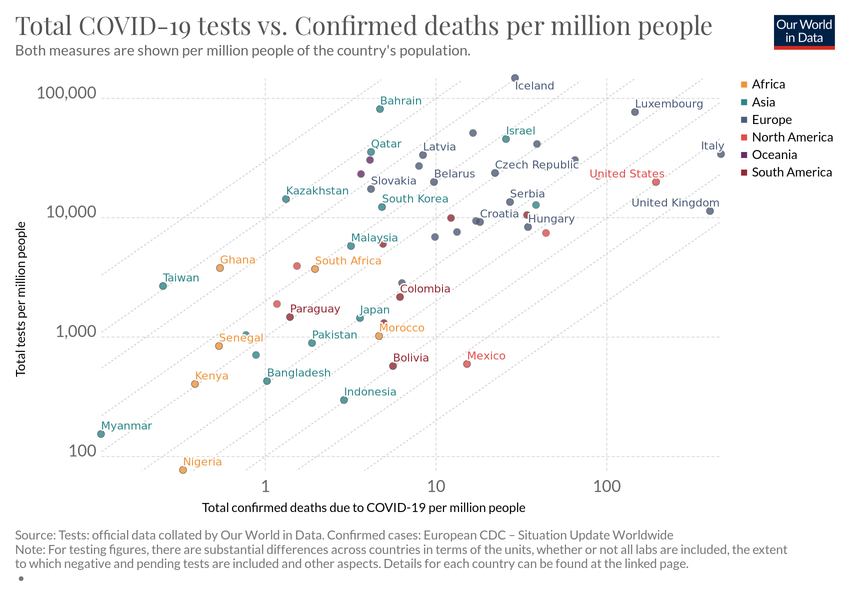 Total COVID-19 tests vs. Confirmed deaths per million people
Both measures are shown per million people of the country's population.
Our World
in Data
100,000
10,000
1,000
100
Total tests per million people
1
10
100
Total confirmed deaths due to COVID-19 per million people
Iceland
Bahrain
Luxembourg
Israel
Qatar
Latvia
Italy
Czech Republic
Belarus
United States
Slovakia
Kazakhstan
South Korea
Serbia
United Kingdom
Croatia
Hungary
Malaysia
Ghana
South Africa
Taiwan
Colombia
Paraguay
Japan
Morocco
Senegal
Pakistan
Bolivia
Mexico
Kenya
Bangladesh
Indonesia
Myanmar
Nigeria
Africa
Asia
Europe
North America
Oceania
South America
Source: Tests: official data collated by Our World in Data. Confirmed cases: European CDC – Situation Update Worldwide
Note: For testing figures, there are substantial differences across countries in terms of the units, whether or not all labs are included, the extent
to which negative and pending tests are included and other aspects. Details for each country can be found at the linked page.
•